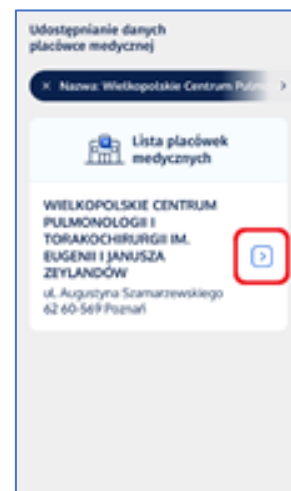 Udostępnianie danych
placówce medycznej
× Nazwa: Wielkopolskie Centrum Pulm
Lista placówek
medycznych
WIELKOPOLSKIE CENTRUM
PULMONOLOGII I
TORAKOCHIRURGII IM.
EUGENII I JANUSZA
ZEYLANDÓW
ul. Augustyna Szamarzewskiego
62 60-569 Poznań